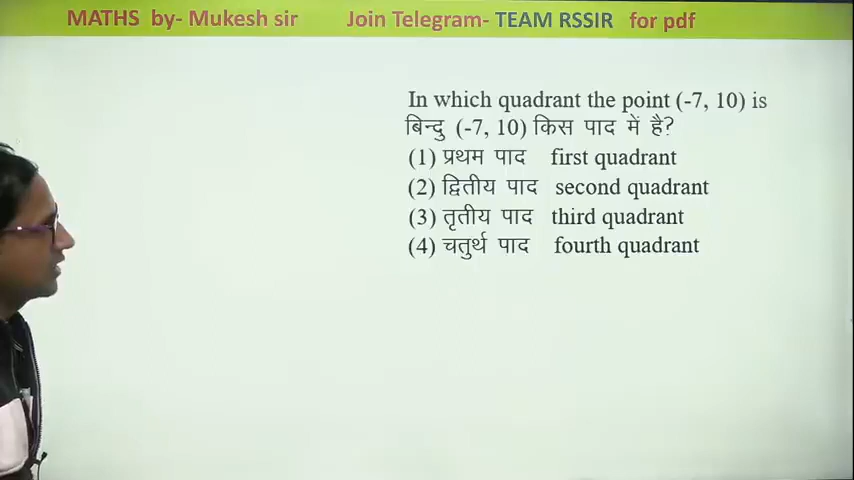 MATHS by- Mukesh sir Join Telegram- TEAM RSSIR for pdf
In which quadrant the point (-7, 10) is
बिन्दु (-7, 10) किस पाद में है?
(1) प्रथम पाद first quadrant
(2) द्वितीय पाद second quadrant
(3) तृतीय पाद third quadrant
(4) चतुर्थ पाद fourth quadrant